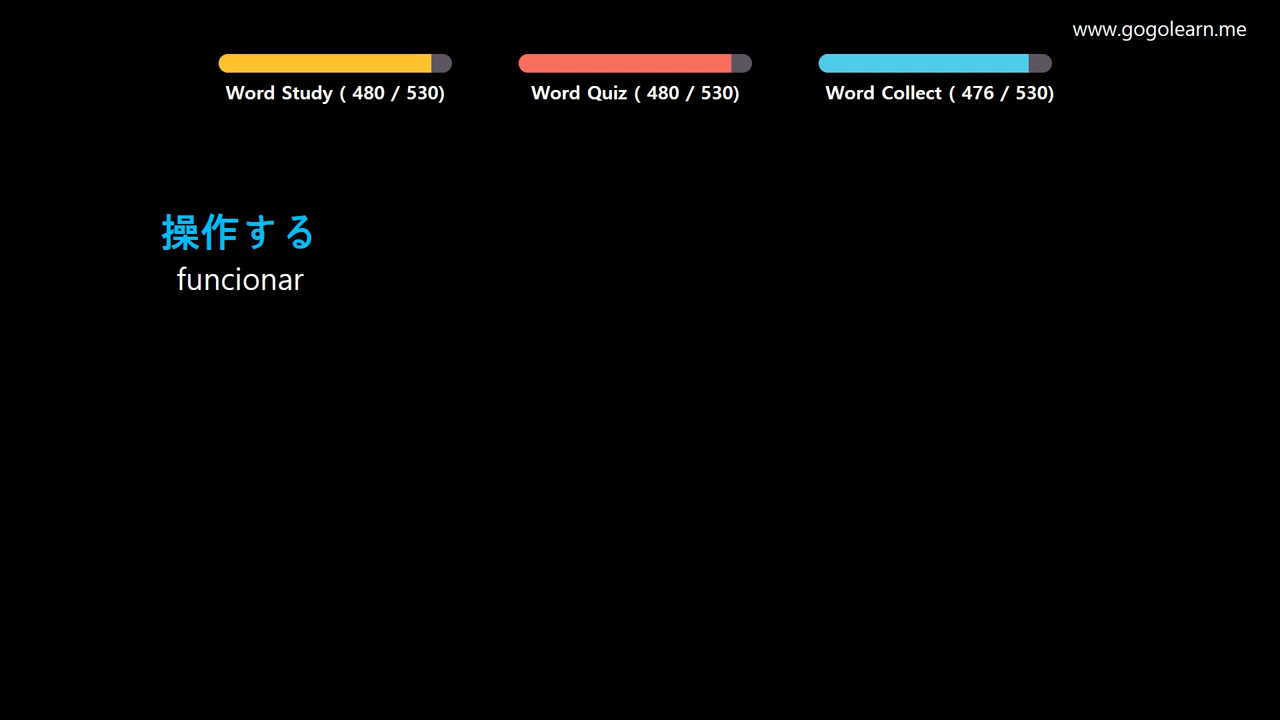 www.gogolearn.me
Word Study ( 480 / 530)
Word Quiz ( 480 / 530)
Word Collect ( 476 / 530)
操作する
funcionar